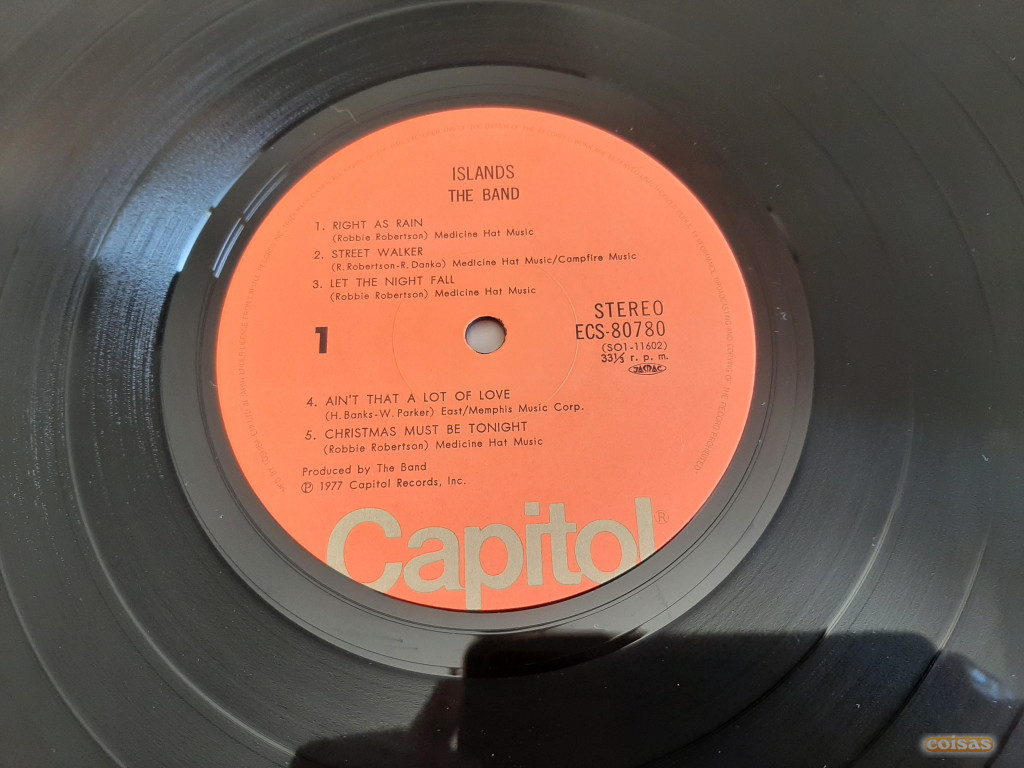 ISLANDS
THE BAND
1. RIGHT AS RAIN
(Robbie Robertson) Medicine Hat Music
2. STREET WALKER
(R. Robertson-R. Danko) Medicine Hat Music/Campfire Music
3. LET THE NIGHT FALL
(Robbie Robertson) Medicine Hat Music
1
STEREO
ECS-80780
(SO1-11602)
33⅓ r. p. m.
JASRAC
4. AIN'T THAT A LOT OF LOVE
(H. Banks-W. Parker) East/Memphis Music Corp.
5. CHRISTMAS MUST BE TONIGHT
(Robbie Robertson) Medicine Hat Music
Produced by The Band
℗ 1977 Capitol Records, Inc.
Capitol®
coisas